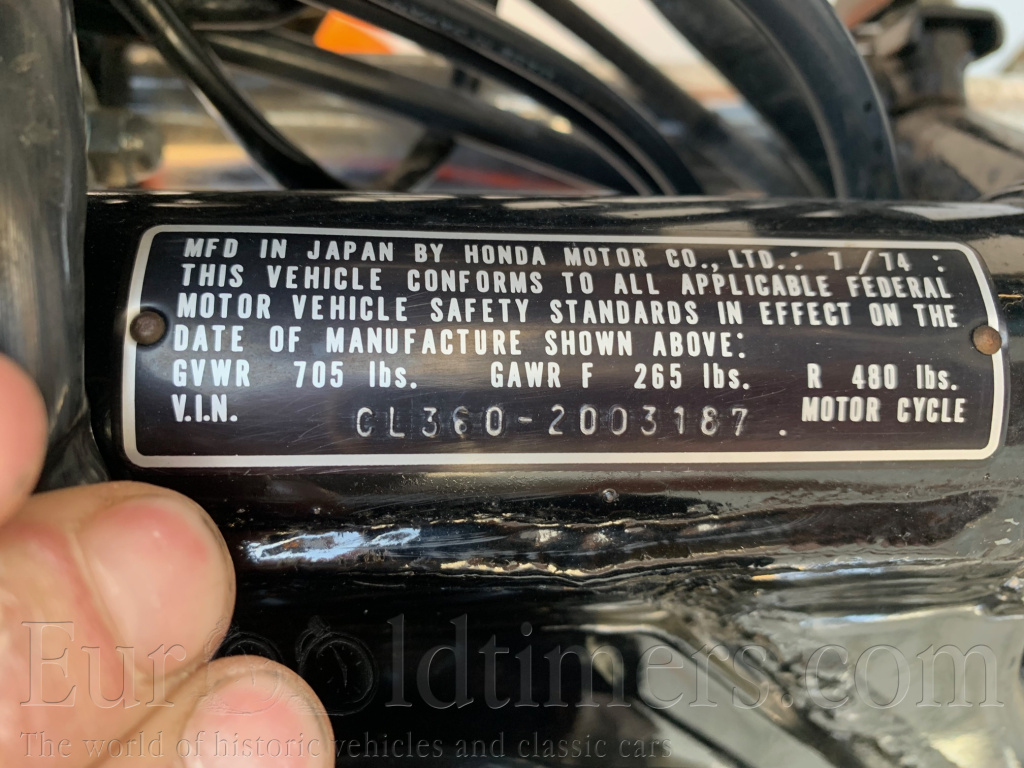 MFD IN JAPAN BY HONDA MOTOR CO., LTD.: 7 / 74 :
THIS VEHICLE CONFORMS TO ALL APPLICABLE FEDERAL
MOTOR VEHICLE SAFETY STANDARDS IN EFFECT ON THE
DATE OF MANUFACTURE SHOWN ABOVE:
GVWR 705 lbs. GAWR F 265 lbs. R 480 lbs.
V.I.N. CL360-2003187 . MOTOR CYCLE
EuroOldtimers.com
The world of historic vehicles and classic cars